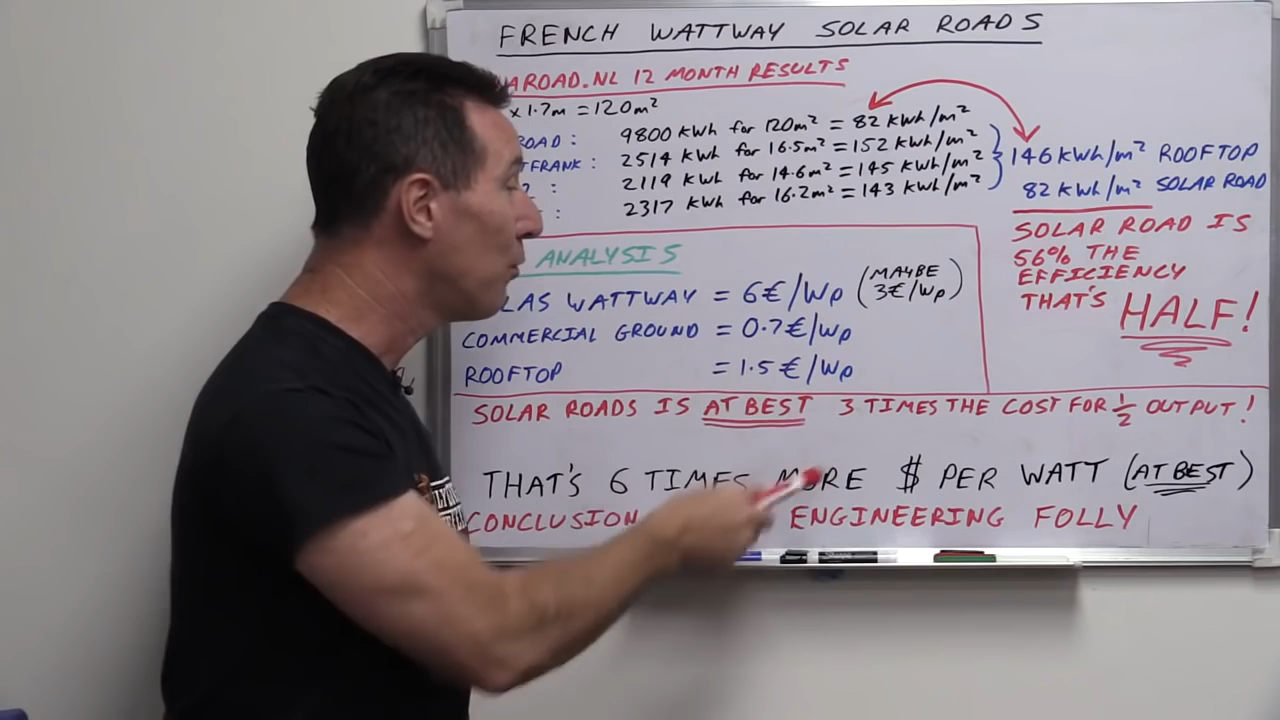 FRENCH WATTWAY SOLAR ROADS
AROAD.NL 12 MONTH RESULTS
x 1.7m = 120m²
ROAD : 9800 kWh for 120m² = 82 kWh/m²
TFRANK : 2514 kWh for 16.5m² = 152 kWh/m²
2 : 2119 kWh for 14.6m² = 145 kWh/m²
: 2317 kWh for 16.2m² = 143 kWh/m²
146 kWh/m² ROOFTOP
82 kWh/m² SOLAR ROAD
SOLAR ROAD IS
56% THE
EFFICIENCY
THAT'S HALF!
ANALYSIS
LAS WATTWAY = 6€/Wp (MAYBE 3€/Wp)
COMMERCIAL GROUND = 0.7€/Wp
ROOFTOP = 1.5€/Wp
SOLAR ROADS IS AT BEST 3 TIMES THE COST FOR 1/2 OUTPUT!
THAT'S 6 TIMES MORE $ PER WATT (AT BEST)
CONCLUSION ENGINEERING FOLLY